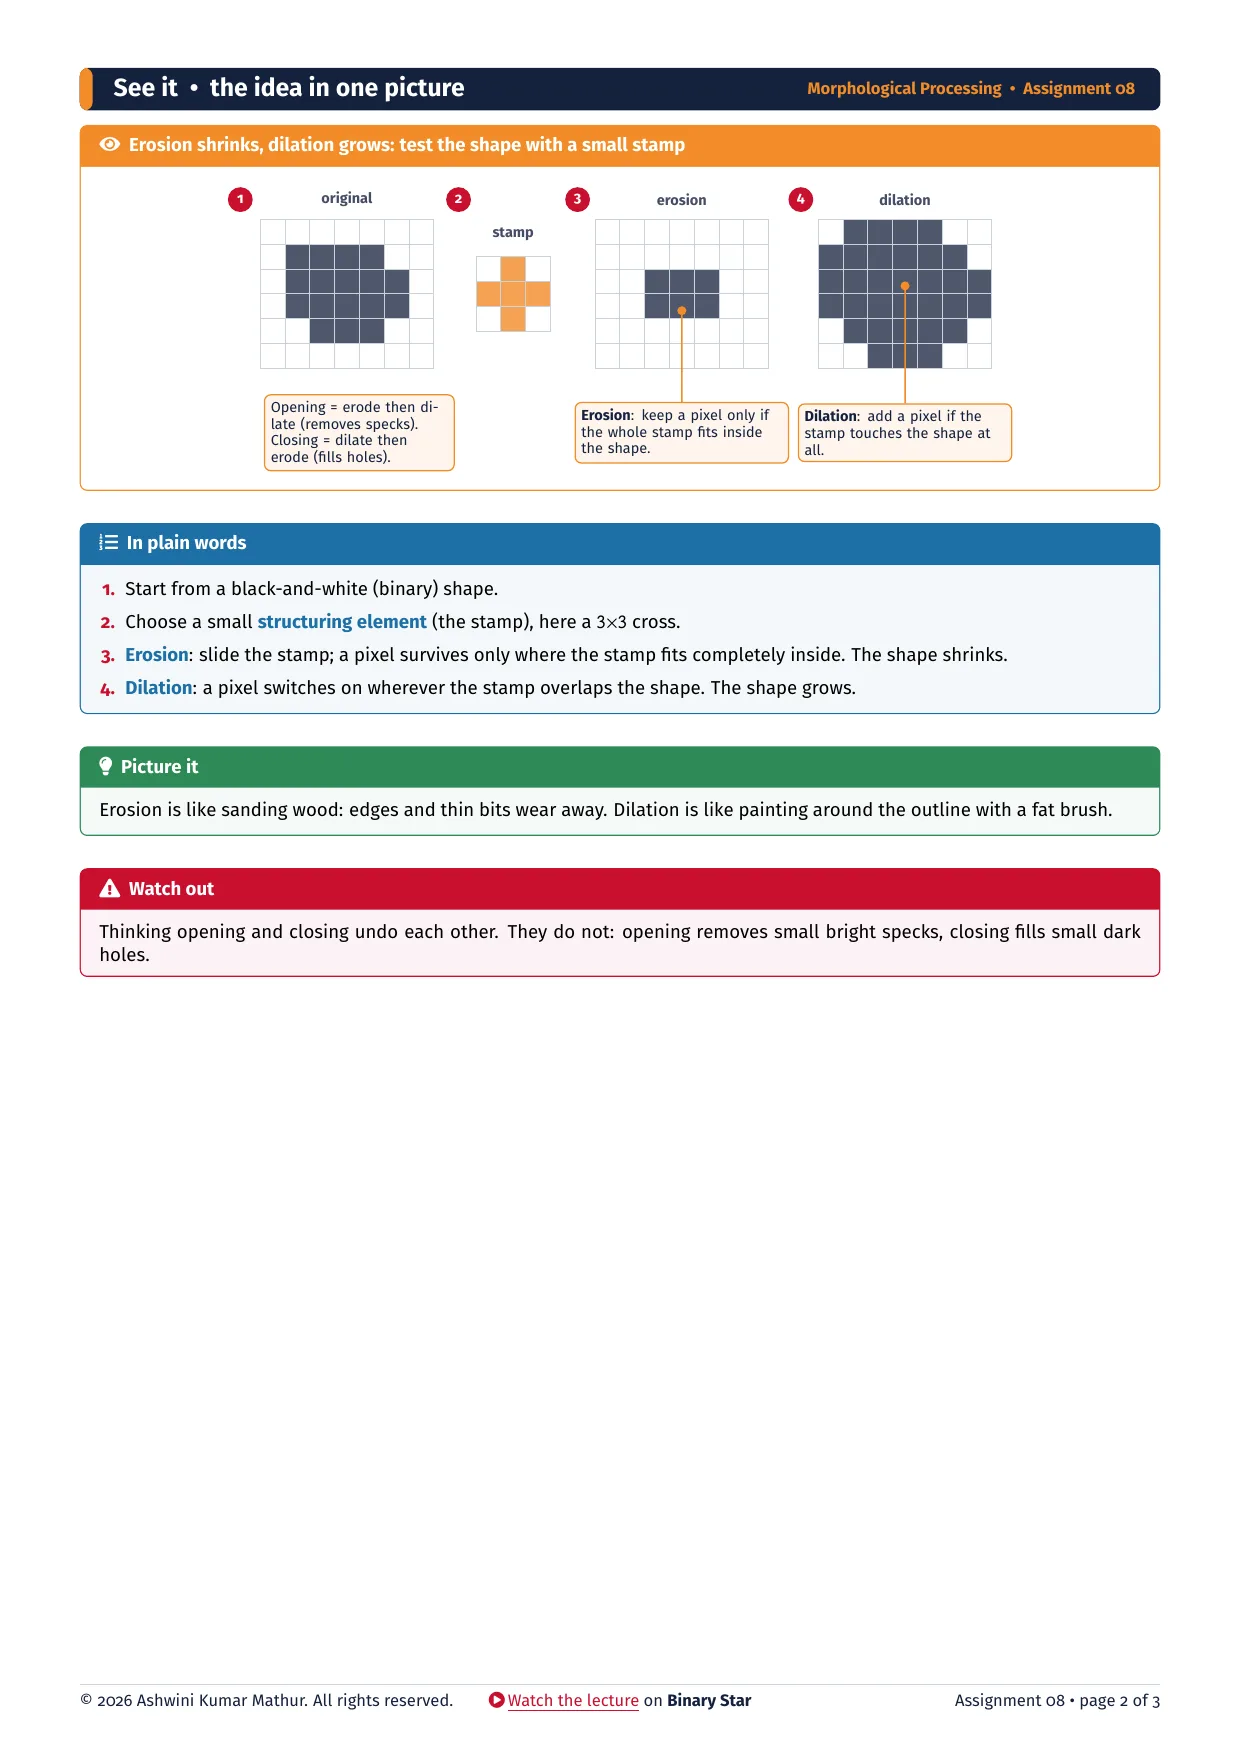 See it • the idea in one picture
Morphological Processing • Assignment 08
Erosion shrinks, dilation grows: test the shape with a small stamp
1 original
2 stamp
3 erosion
4 dilation
Opening = erode then di-
late (removes specks).
Closing = dilate then
erode (fills holes).
Erosion: keep a pixel only if
the whole stamp fits inside
the shape.
Dilation: add a pixel if the
stamp touches the shape at
all.
In plain words
1. Start from a black-and-white (binary) shape.
2. Choose a small structuring element (the stamp), here a 3×3 cross.
3. Erosion: slide the stamp; a pixel survives only where the stamp fits completely inside. The shape shrinks.
4. Dilation: a pixel switches on wherever the stamp overlaps the shape. The shape grows.
Picture it
Erosion is like sanding wood: edges and thin bits wear away. Dilation is like painting around the outline with a fat brush.
Watch out
Thinking opening and closing undo each other. They do not: opening removes small bright specks, closing fills small dark
holes.
© 2026 Ashwini Kumar Mathur. All rights reserved.
Watch the lecture on Binary Star
Assignment 08 • page 2 of 3